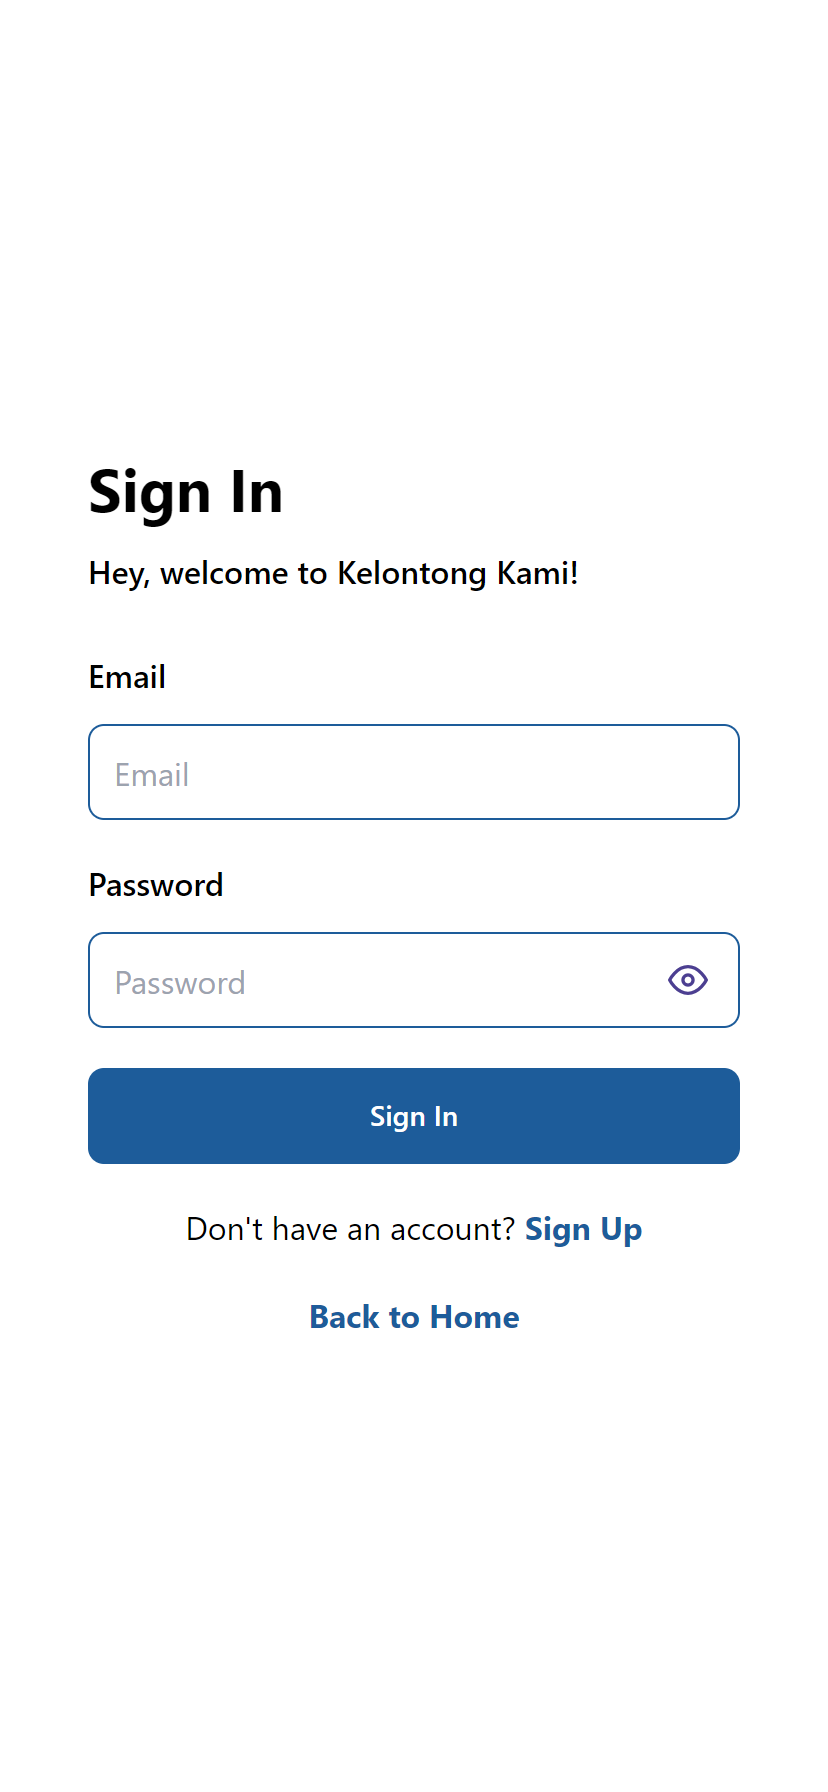 Sign In
Hey, welcome to Kelontong Kami!
Email
Email
Password
Password
Sign In
Don't have an account? Sign Up
Back to Home